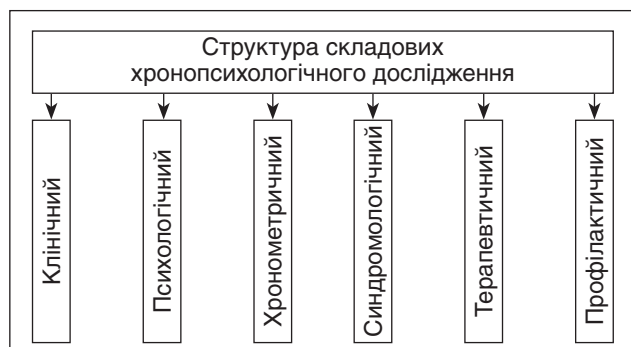 Структура складових
хронопсихологічного дослідження
Клінічний
Психологічний
Хронометричний
Синдромологічний
Терапевтичний
Профілактичний